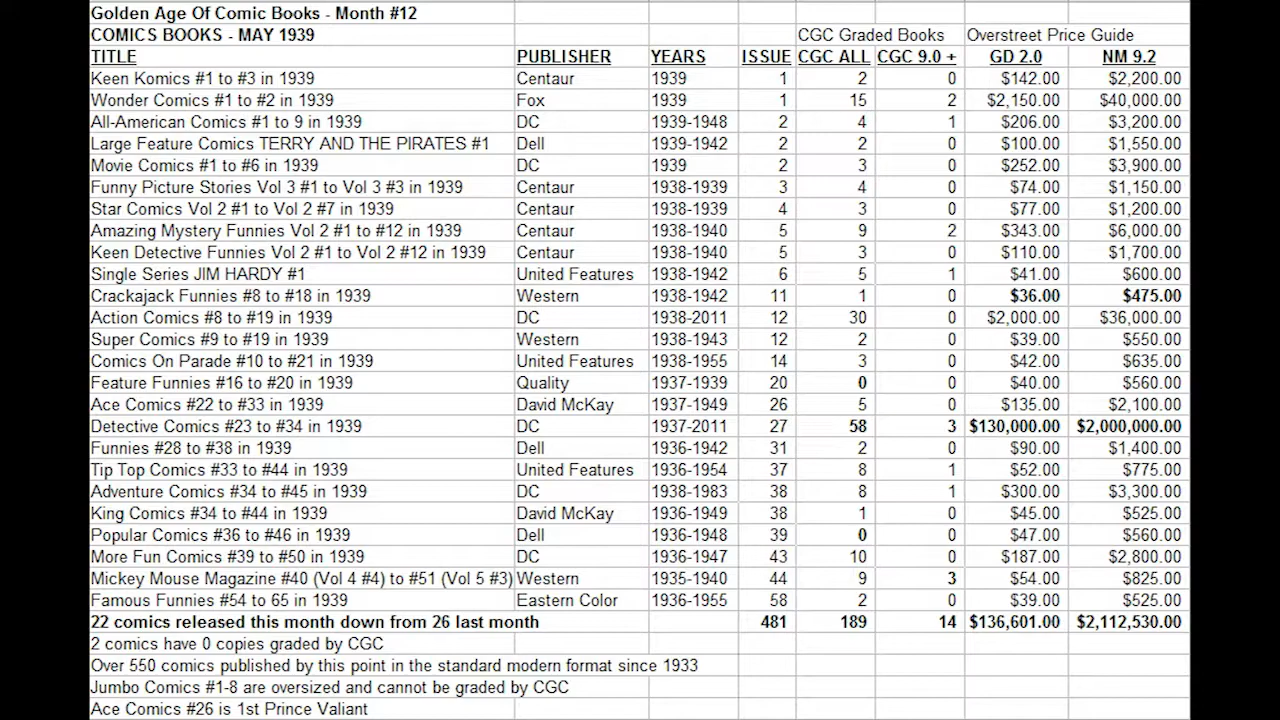 Golden Age Of Comic Books - Month #12
COMICS BOOKS - MAY 1939 CGC Graded Books Overstreet Price Guide
TITLE PUBLISHER YEARS ISSUE CGC ALL CGC 9.0 + GD 2.0 NM 9.2
Keen Komics #1 to #3 in 1939 Centaur 1939 1 2 0 $142.00 $2,200.00
Wonder Comics #1 to #2 in 1939 Fox 1939 1 15 2 $2,150.00 $40,000.00
All-American Comics #1 to 9 in 1939 DC 1939-1948 2 4 1 $206.00 $3,200.00
Large Feature Comics TERRY AND THE PIRATES #1 Dell 1939-1942 2 2 0 $100.00 $1,550.00
Movie Comics #1 to #6 in 1939 DC 1939 2 3 0 $252.00 $3,900.00
Funny Picture Stories Vol 3 #1 to Vol 3 #3 in 1939 Centaur 1938-1939 3 4 0 $74.00 $1,150.00
Star Comics Vol 2 #1 to Vol 2 #7 in 1939 Centaur 1938-1939 4 3 0 $77.00 $1,200.00
Amazing Mystery Funnies Vol 2 #1 to #12 in 1939 Centaur 1938-1940 5 9 2 $343.00 $6,000.00
Keen Detective Funnies Vol 2 #1 to Vol 2 #12 in 1939 Centaur 1938-1940 5 3 0 $110.00 $1,700.00
Single Series JIM HARDY #1 United Features 1938-1942 6 5 1 $41.00 $600.00
Crackajack Funnies #8 to #18 in 1939 Western 1938-1942 11 1 0 $36.00 $475.00
Action Comics #8 to #19 in 1939 DC 1938-2011 12 30 0 $2,000.00 $36,000.00
Super Comics #9 to #19 in 1939 Western 1938-1943 12 2 0 $39.00 $550.00
Comics On Parade #10 to #21 in 1939 United Features 1938-1955 14 3 0 $42.00 $635.00
Feature Funnies #16 to #20 in 1939 Quality 1937-1939 20 0 0 $40.00 $560.00
Ace Comics #22 to #33 in 1939 David McKay 1937-1949 26 5 0 $135.00 $2,100.00
Detective Comics #23 to #34 in 1939 DC 1937-2011 27 58 3 $130,000.00 $2,000,000.00
Funnies #28 to #38 in 1939 Dell 1936-1942 31 2 0 $90.00 $1,400.00
Tip Top Comics #33 to #44 in 1939 United Features 1936-1954 37 8 1 $52.00 $775.00
Adventure Comics #34 to #45 in 1939 DC 1938-1983 38 8 1 $300.00 $3,300.00
King Comics #34 to #44 in 1939 David McKay 1936-1949 38 1 0 $45.00 $525.00
Popular Comics #36 to #46 in 1939 Dell 1936-1948 39 0 0 $47.00 $560.00
More Fun Comics #39 to #50 in 1939 DC 1936-1947 43 10 0 $187.00 $2,800.00
Mickey Mouse Magazine #40 (Vol 4 #4) to #51 (Vol 5 #3) Western 1935-1940 44 9 3 $54.00 $825.00
Famous Funnies #54 to 65 in 1939 Eastern Color 1936-1955 58 2 0 $39.00 $525.00
22 comics released this month down from 26 last month 481 189 14 $136,601.00 $2,112,530.00
2 comics have 0 copies graded by CGC
Over 550 comics published by this point in the standard modern format since 1933
Jumbo Comics #1-8 are oversized and cannot be graded by CGC
Ace Comics #26 is 1st Prince Valiant